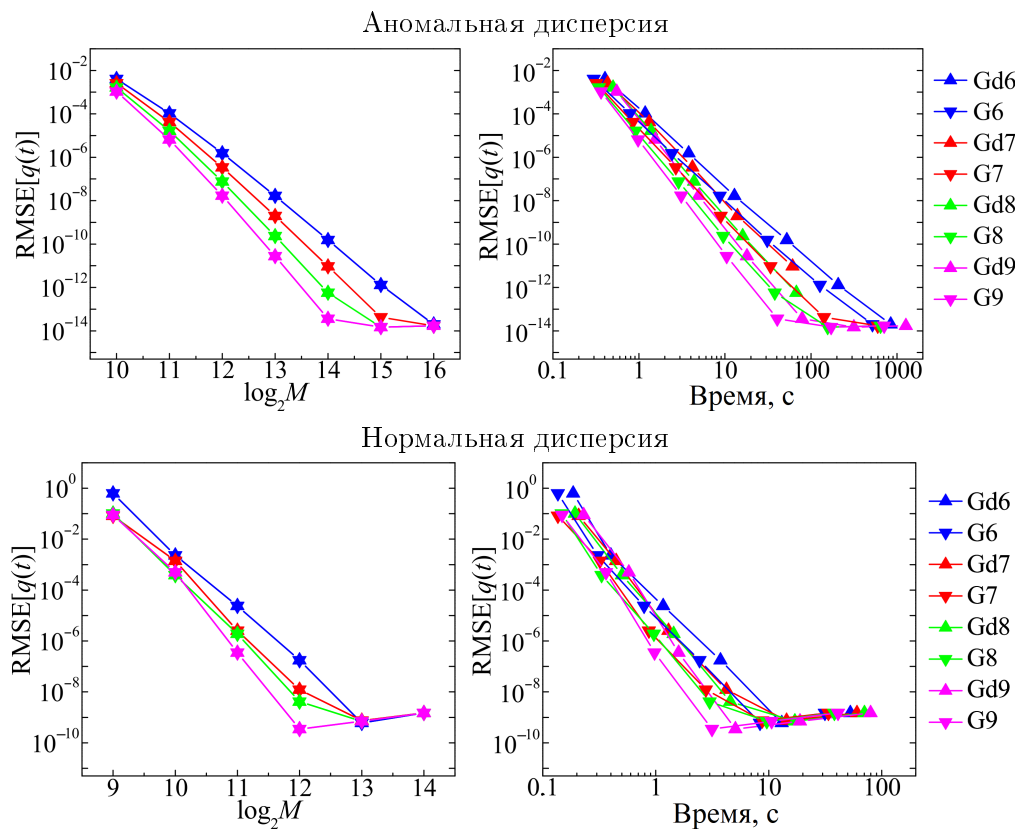 Аномальная дисперсия
RMSE[q(t)]
10⁻²
10⁻⁴
10⁻⁶
10⁻⁸
10⁻¹⁰
10⁻¹²
10⁻¹⁴
10 11 12 13 14 15 16
log₂M
RMSE[q(t)]
10⁻²
10⁻⁴
10⁻⁶
10⁻⁸
10⁻¹⁰
10⁻¹²
10⁻¹⁴
0.1 1 10 100 1000
Время, с
Gd6
G6
Gd7
G7
Gd8
G8
Gd9
G9
Нормальная дисперсия
RMSE[q(t)]
10⁰
10⁻²
10⁻⁴
10⁻⁶
10⁻⁸
10⁻¹⁰
9 10 11 12 13 14
log₂M
RMSE[q(t)]
10⁰
10⁻²
10⁻⁴
10⁻⁶
10⁻⁸
10⁻¹⁰
0.1 1 10 100
Время, с
Gd6
G6
Gd7
G7
Gd8
G8
Gd9
G9